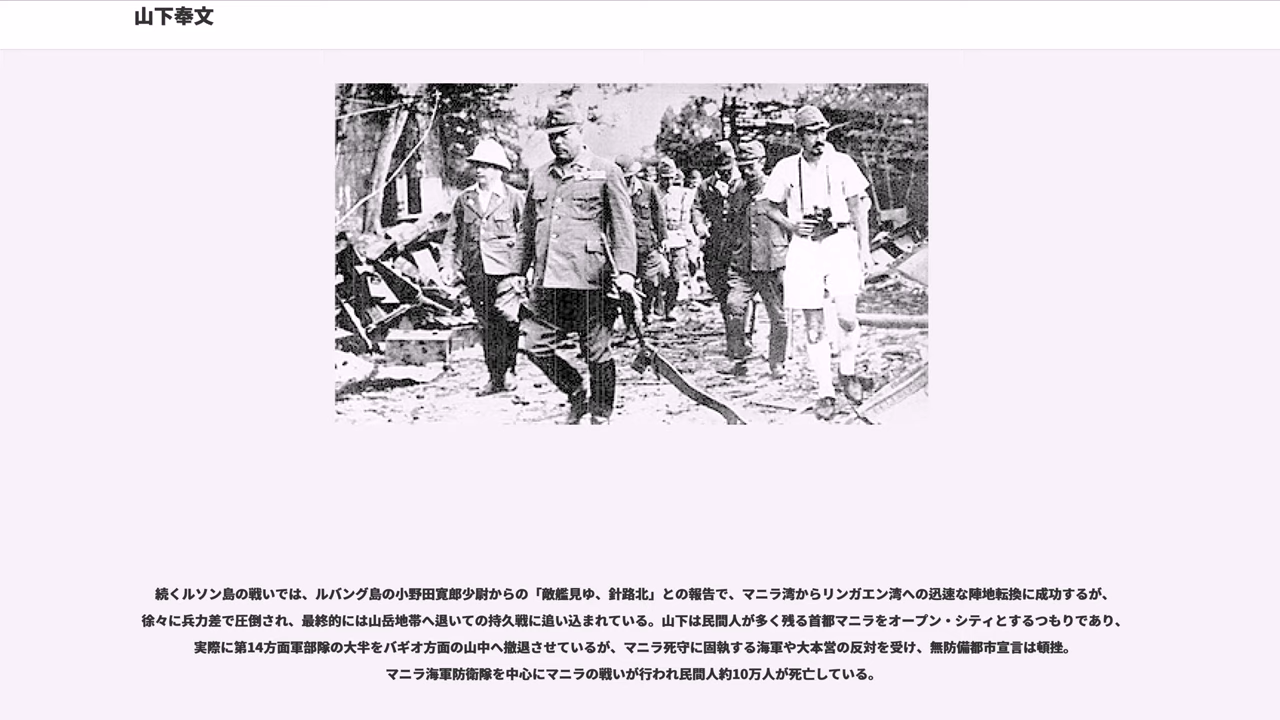 山下奉文
続くルソン島の戦いでは、ルバング島の小野田寛郎少尉からの「敵艦見ゆ、針路北」との報告で、マニラ湾からリンガエン湾への迅速な陣地転換に成功するが、
徐々に兵力差で圧倒され、最終的には山岳地帯へ退いての持久戦に追い込まれている。山下は民間人が多く残る首都マニラをオープン・シティとするつもりであり、
実際に第14方面軍部隊の大半をバギオ方面の山中へ撤退させているが、マニラ死守に固執する海軍や大本営の反対を受け、無防備都市宣言は頓挫。
マニラ海軍防衛隊を中心にマニラの戦いが行われ民間人約10万人が死亡している。